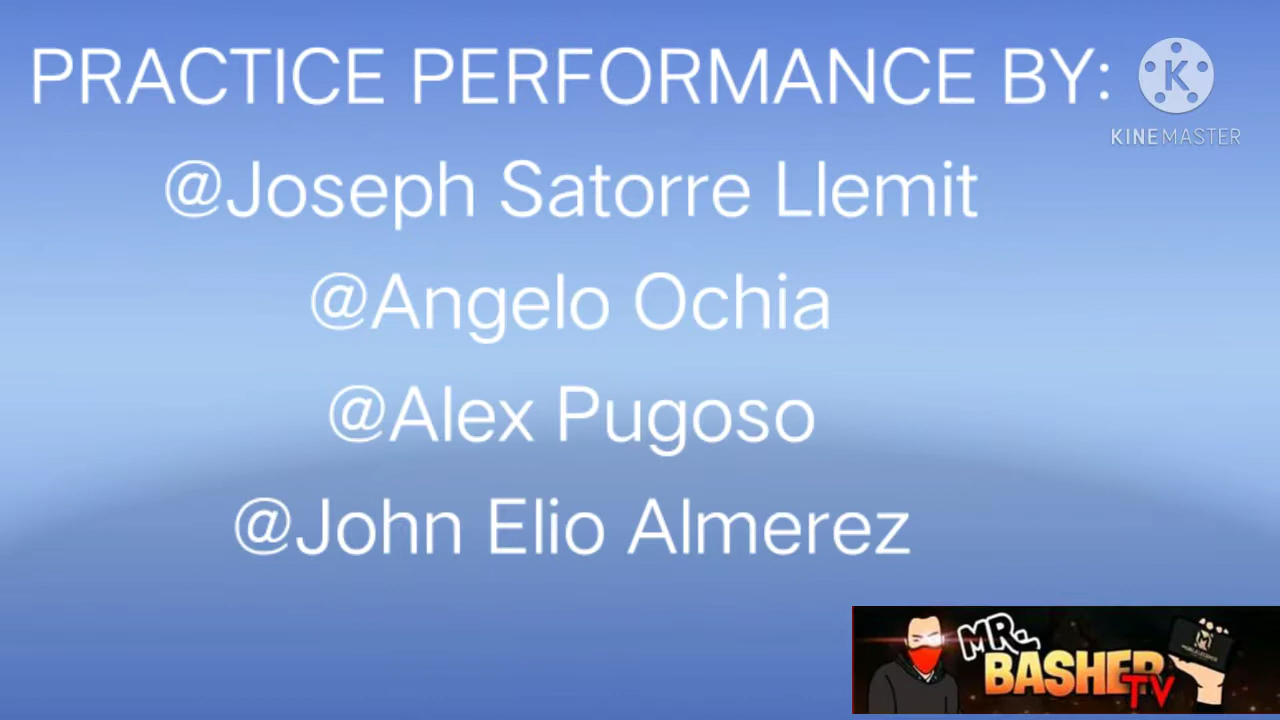 PRACTICE PERFORMANCE BY:
K
KINEMASTER
@Joseph Satorre Llemit
@Angelo Ochia
@Alex Pugoso
@John Elio Almerez
MR.
BASHER
TV